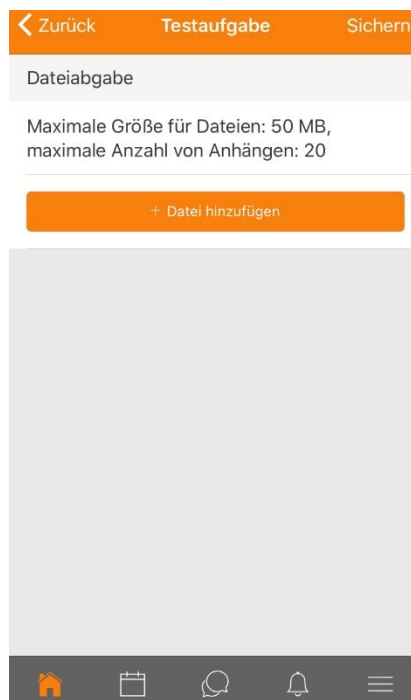 Zurück Testaufgabe Sichern
Dateiabgabe
Maximale Größe für Dateien: 50 MB,
maximale Anzahl von Anhängen: 20
+ Datei hinzufügen